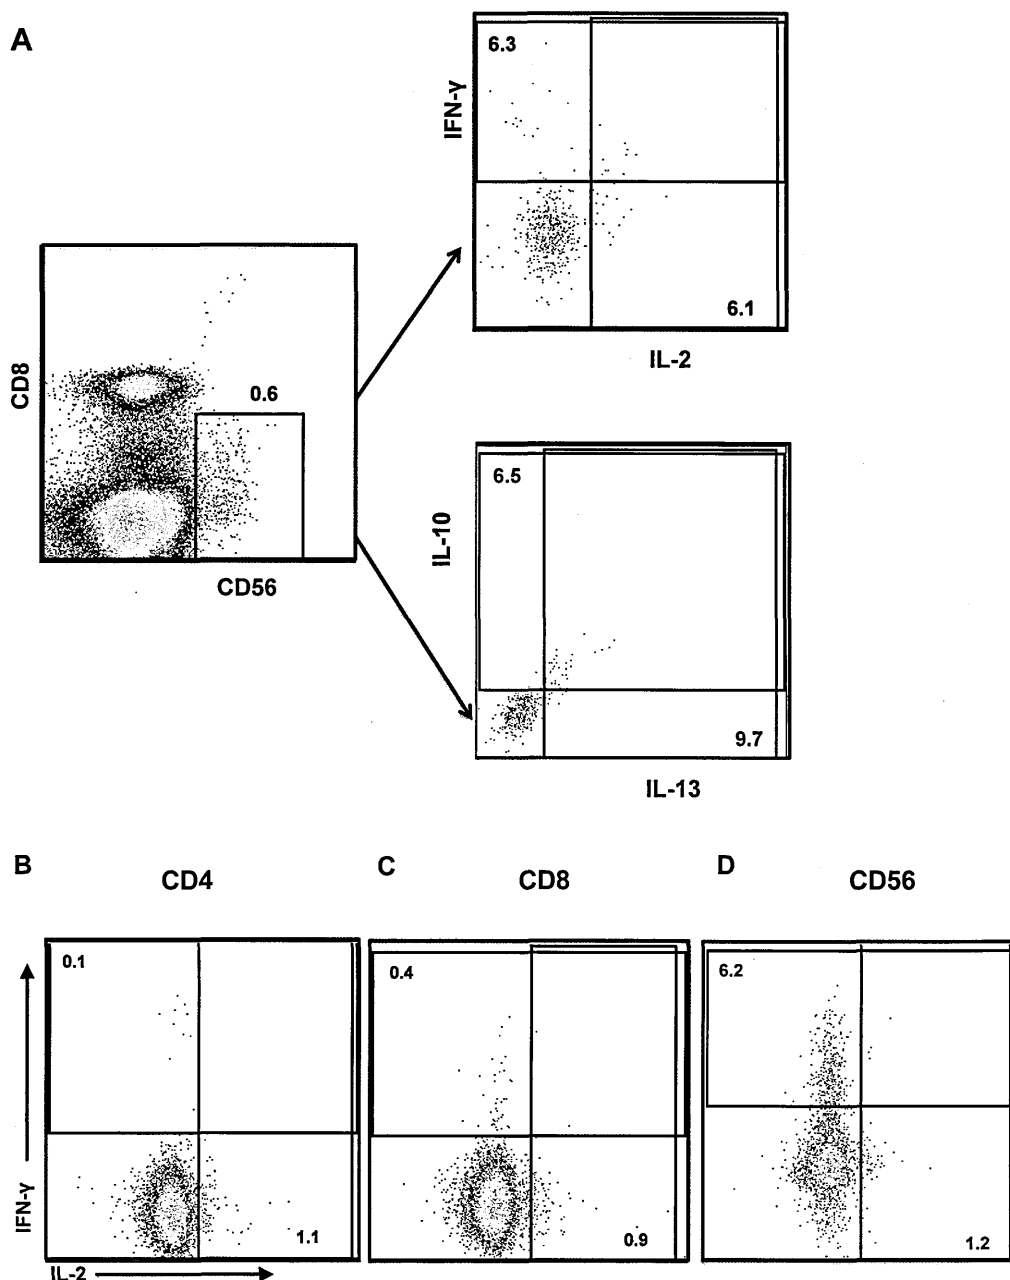 A
6.3
IFN-γ
6.1
IL-2
CD8
0.6
CD56
6.5
IL-10
9.7
IL-13
B
CD4
C
CD8
D
CD56
0.1
0.4
6.2
IFN-γ
1.1
0.9
1.2
IL-2